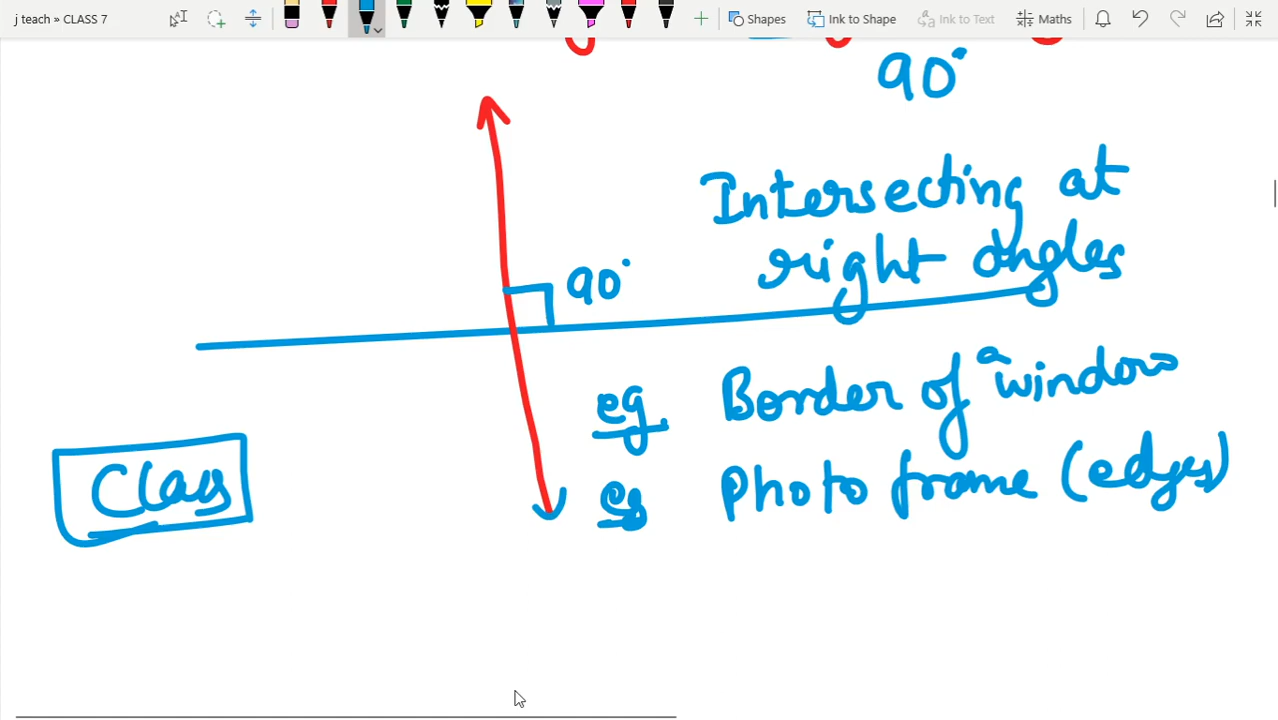 j teach » CLASS 7
Shapes
Ink to Shape
Ink to Text
Maths
90°
Intersecting at
right angles
90°
eg Border of a window
eg Photo frame (edges)
Class